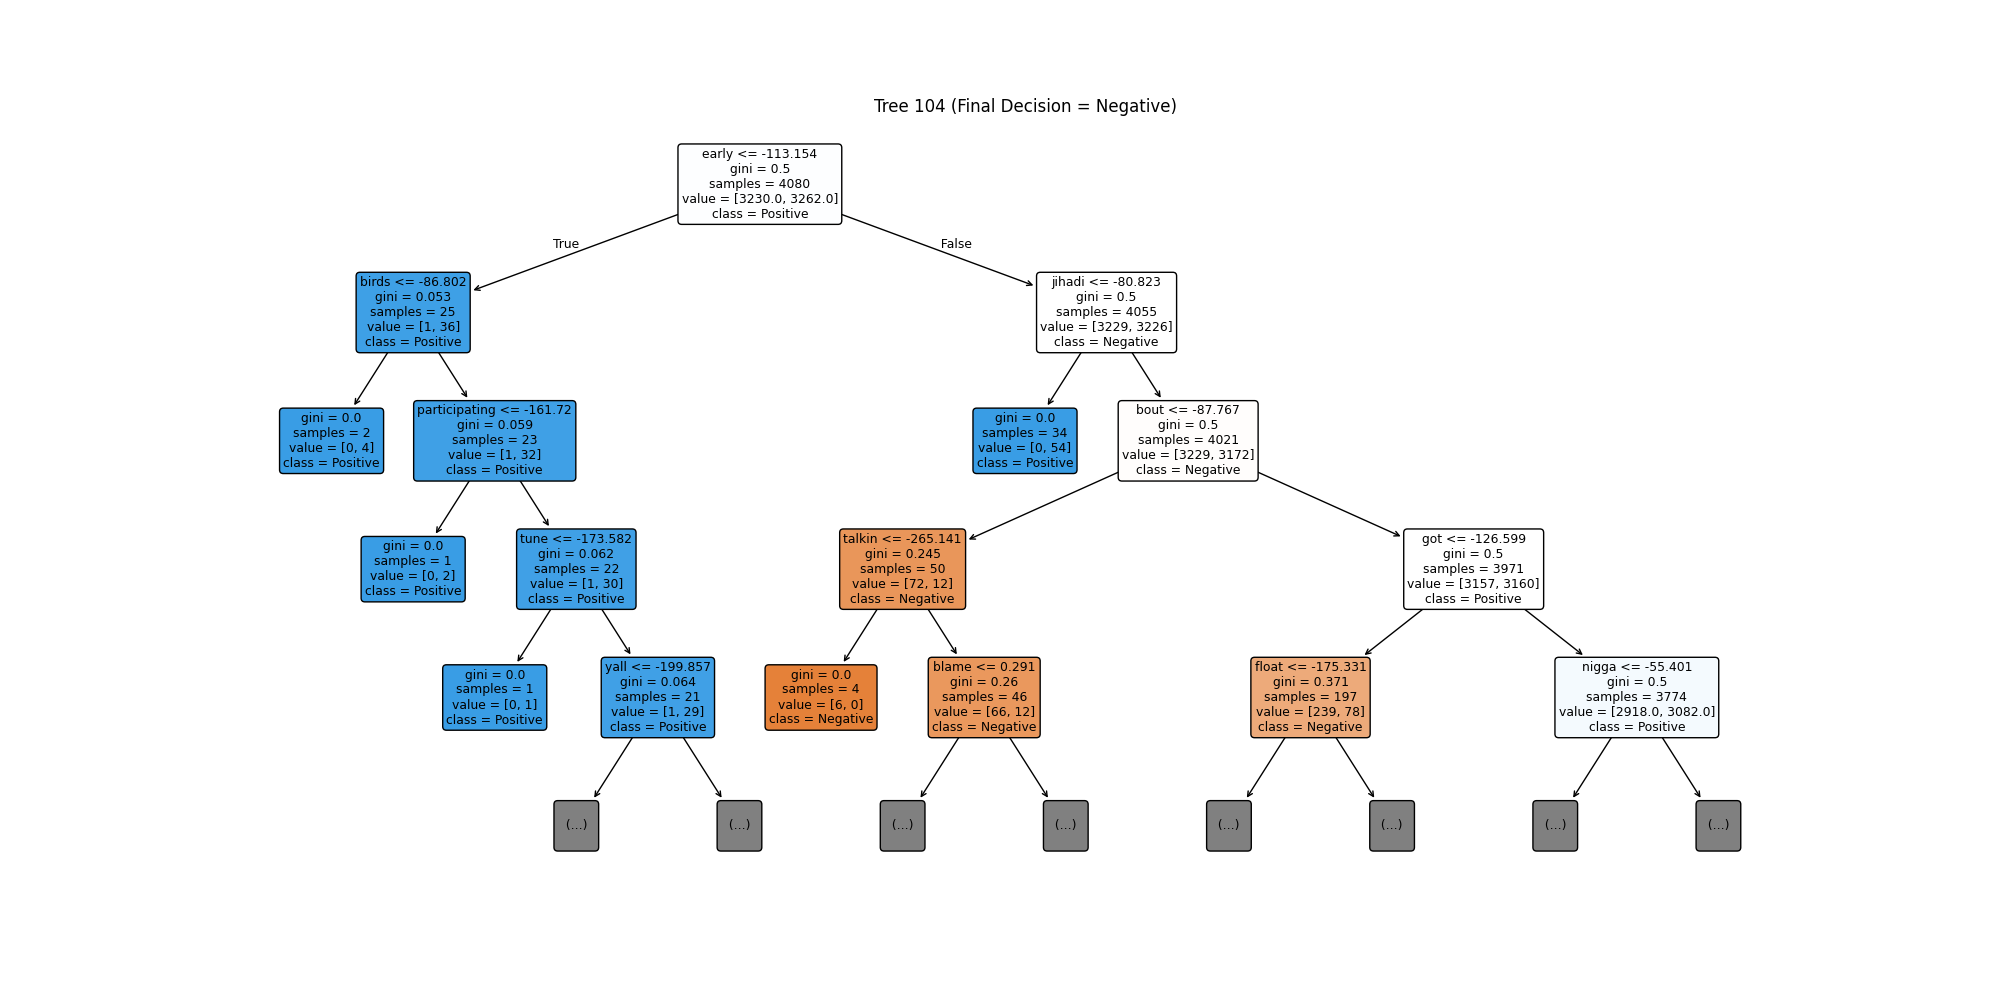 Tree 104 (Final Decision = Negative)
early <= -113.154
gini = 0.5
samples = 4080
value = [3230.0, 3262.0]
class = Positive
True
False
birds <= -86.802
gini = 0.053
samples = 25
value = [1, 36]
class = Positive
jihadi <= -80.823
gini = 0.5
samples = 4055
value = [3229, 3226]
class = Negative
gini = 0.0
samples = 2
value = [0, 4]
class = Positive
participating <= -161.72
gini = 0.059
samples = 23
value = [1, 32]
class = Positive
gini = 0.0
samples = 34
value = [0, 54]
class = Positive
bout <= -87.767
gini = 0.5
samples = 4021
value = [3229, 3172]
class = Negative
gini = 0.0
samples = 1
value = [0, 2]
class = Positive
tune <= -173.582
gini = 0.062
samples = 22
value = [1, 30]
class = Positive
talkin <= -265.141
gini = 0.245
samples = 50
value = [72, 12]
class = Negative
got <= -126.599
gini = 0.5
samples = 3971
value = [3157, 3160]
class = Positive
gini = 0.0
samples = 1
value = [0, 1]
class = Positive
yall <= -199.857
gini = 0.064
samples = 21
value = [1, 29]
class = Positive
gini = 0.0
samples = 4
value = [6, 0]
class = Negative
blame <= 0.291
gini = 0.26
samples = 46
value = [66, 12]
class = Negative
float <= -175.331
gini = 0.371
samples = 197
value = [239, 78]
class = Negative
nigga <= -55.401
gini = 0.5
samples = 3774
value = [2918.0, 3082.0]
class = Positive
(...)
(...)
(...)
(...)
(...)
(...)
(...)
(...)